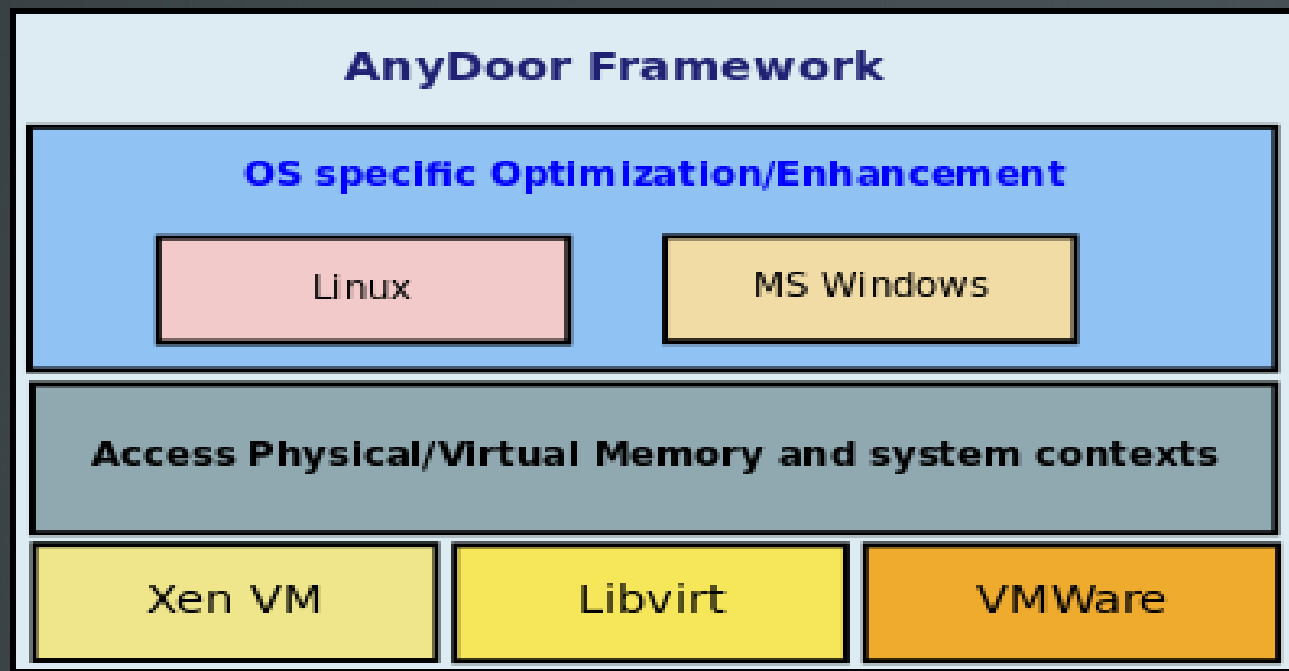 AnyDoor Framework
OS specific Optimization/Enhancement
Linux
MS Windows
Access Physical/Virtual Memory and system contexts
Xen VM
Libvirt
VMWare